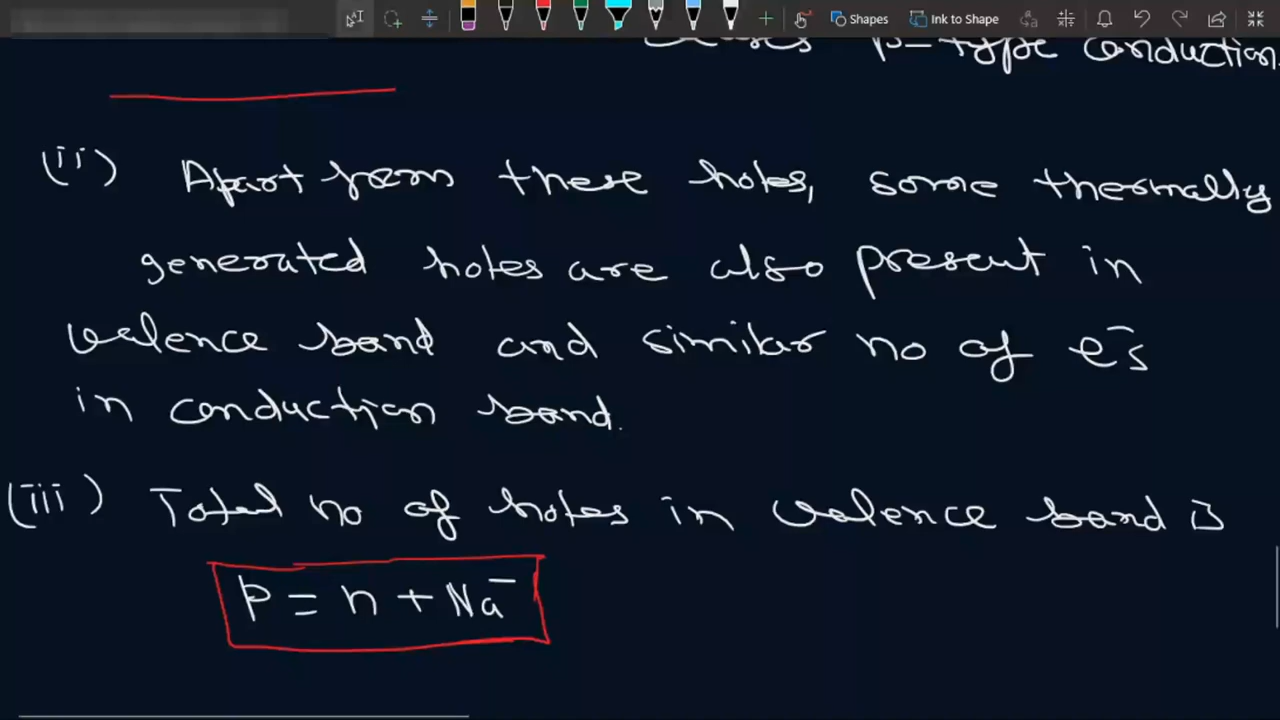 Shapes
Ink to Shape
p-type conduction.
(ii) Apart from these holes, some thermally
generated holes are also present in
valence band and similar no of e⁻s
in conduction band.
(iii) Total no of holes in valence band is
p = n + Na⁻